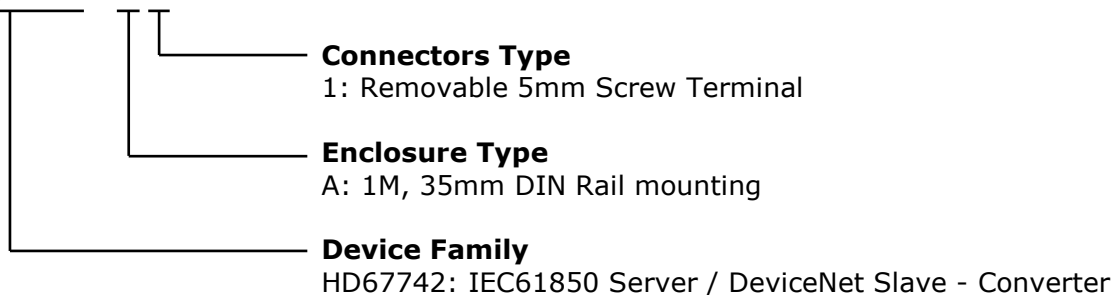 Connectors Type
1: Removable 5mm Screw Terminal
Enclosure Type
A: 1M, 35mm DIN Rail mounting
Device Family
HD67742: IEC61850 Server / DeviceNet Slave - Converter